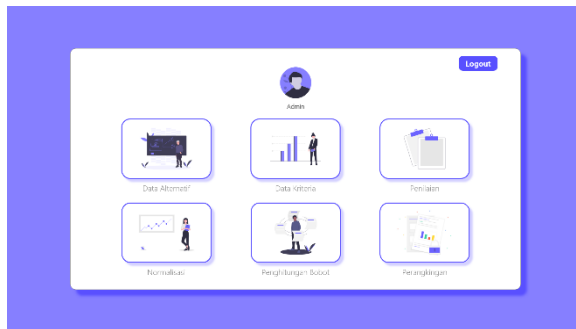 Logout
Admin
Data Alternatif
Data Kriteria
Penilaian
Normalisasi
Penghitungan Bobot
Perangkingan